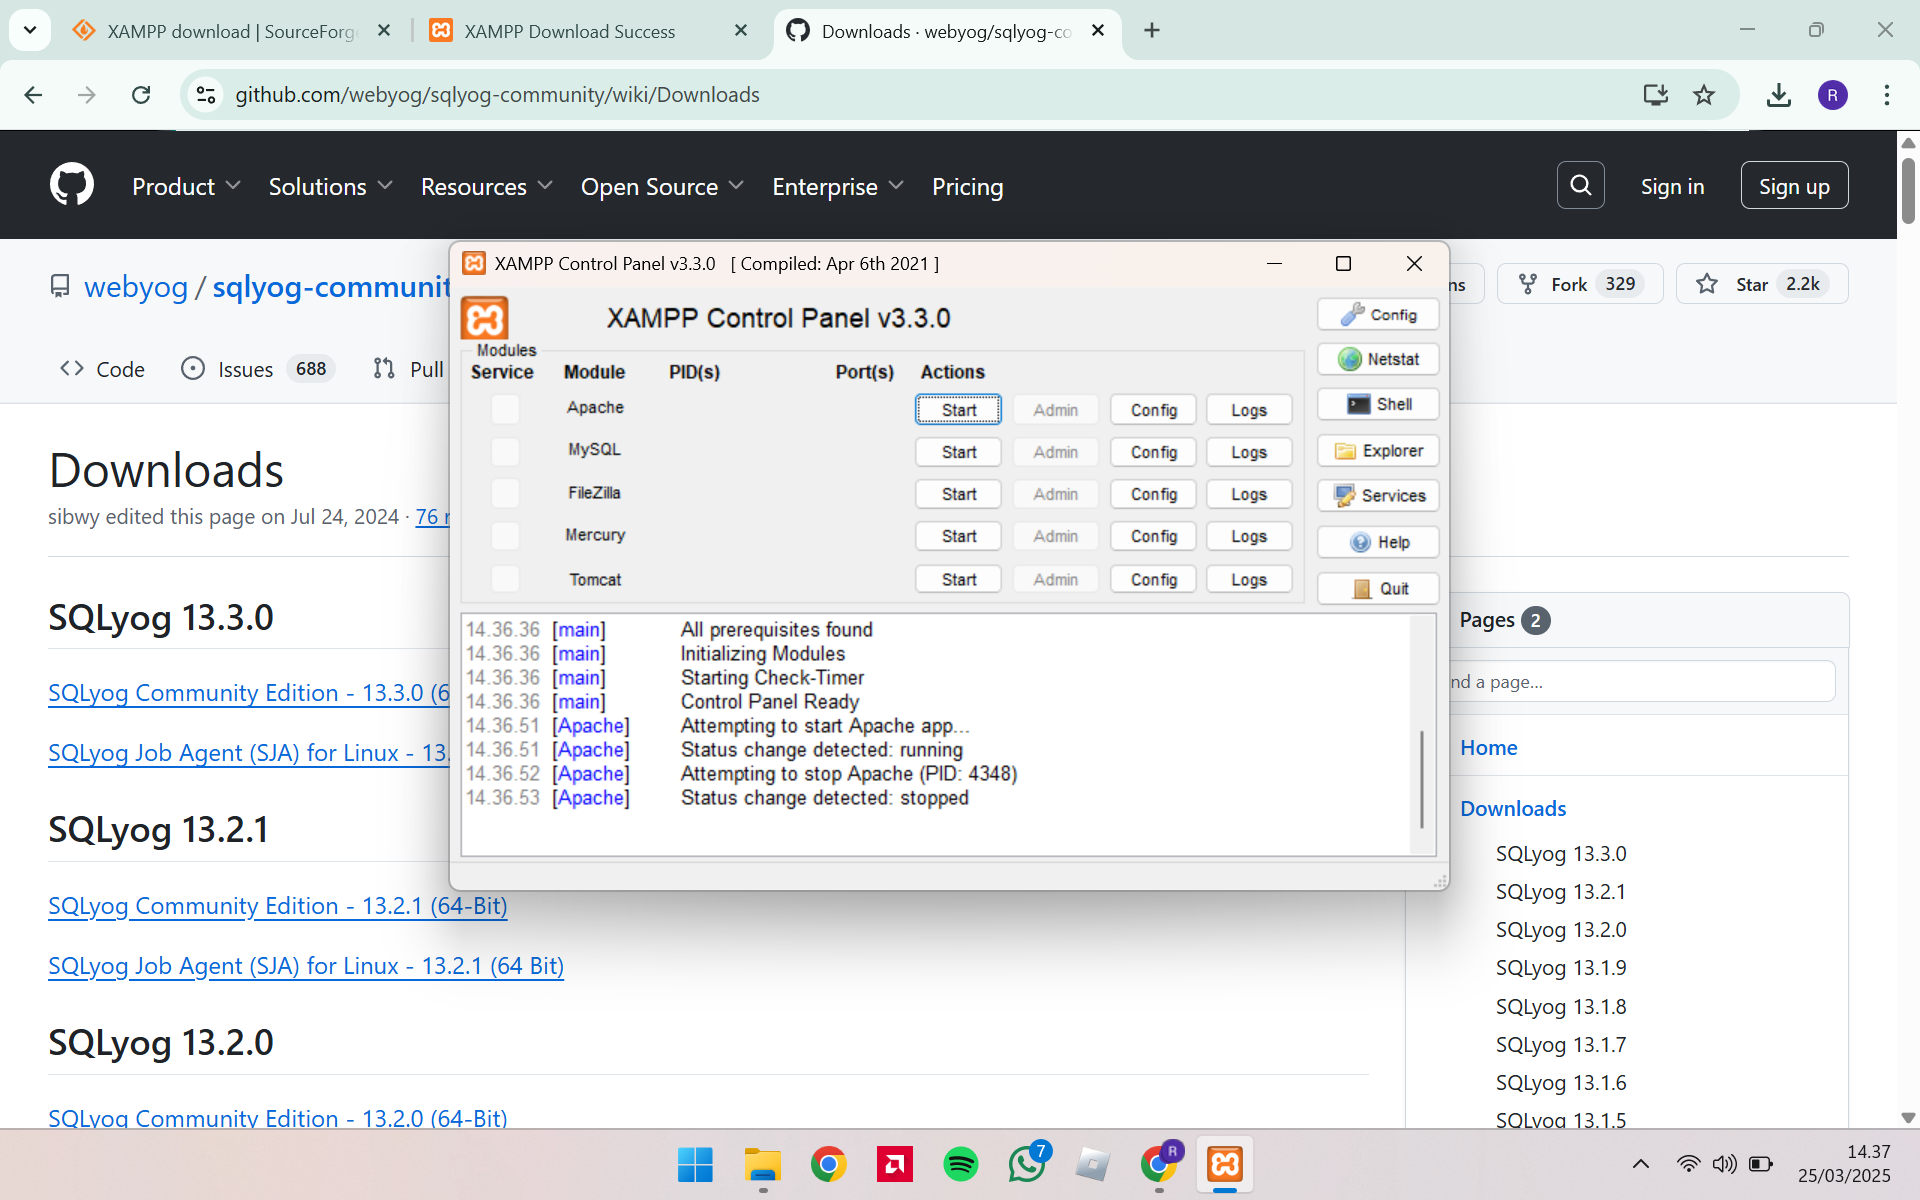 XAMPP download | SourceForge
XAMPP Download Success
Downloads · webyog/sqlyog-co
github.com/webyog/sqlyog-community/wiki/Downloads
R
Product
Solutions
Resources
Open Source
Enterprise
Pricing
Sign in
Sign up
webyog / sqlyog-communit
ns
Fork 329
Star 2.2k
Code
Issues 688
Pull
Downloads
sibwy edited this page on Jul 24, 2024 · 76 r
SQLyog 13.3.0
SQLyog Community Edition - 13.3.0 (6
SQLyog Job Agent (SJA) for Linux - 13.
SQLyog 13.2.1
SQLyog Community Edition - 13.2.1 (64-Bit)
SQLyog Job Agent (SJA) for Linux - 13.2.1 (64 Bit)
SQLyog 13.2.0
SQLyog Community Edition - 13.2.0 (64-Bit)
XAMPP Control Panel v3.3.0 [ Compiled: Apr 6th 2021 ]
XAMPP Control Panel v3.3.0
Modules
Service Module PID(s) Port(s) Actions
Apache Start Admin Config Logs
MySQL Start Admin Config Logs
FileZilla Start Admin Config Logs
Mercury Start Admin Config Logs
Tomcat Start Admin Config Logs
Config
Netstat
Shell
Explorer
Services
Help
Quit
14.36.36 [main] All prerequisites found
14.36.36 [main] Initializing Modules
14.36.36 [main] Starting Check-Timer
14.36.36 [main] Control Panel Ready
14.36.51 [Apache] Attempting to start Apache app...
14.36.51 [Apache] Status change detected: running
14.36.52 [Apache] Attempting to stop Apache (PID: 4348)
14.36.53 [Apache] Status change detected: stopped
Pages 2
nd a page...
Home
Downloads
SQLyog 13.3.0
SQLyog 13.2.1
SQLyog 13.2.0
SQLyog 13.1.9
SQLyog 13.1.8
SQLyog 13.1.7
SQLyog 13.1.6
SQLyog 13.1.5
7
R
14.37
25/03/2025